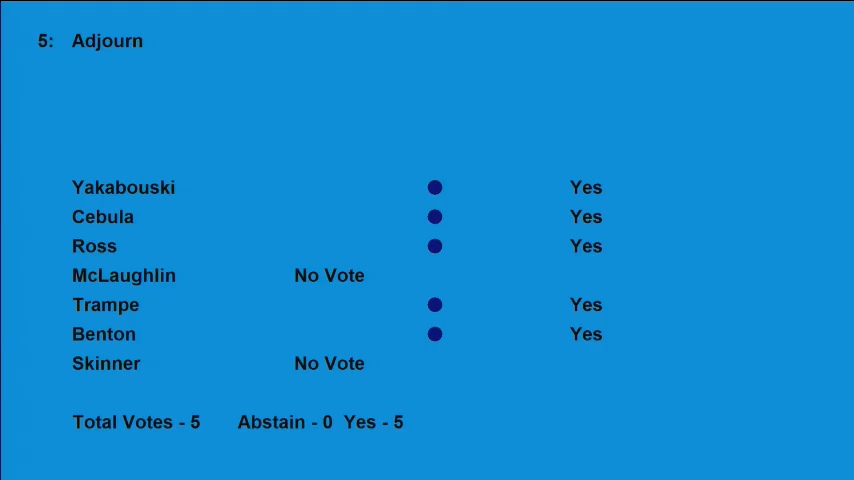 5: Adjourn
Yakabouski Yes
Cebula Yes
Ross Yes
McLaughlin No Vote
Trampe Yes
Benton Yes
Skinner No Vote
Total Votes - 5 Abstain - 0 Yes - 5